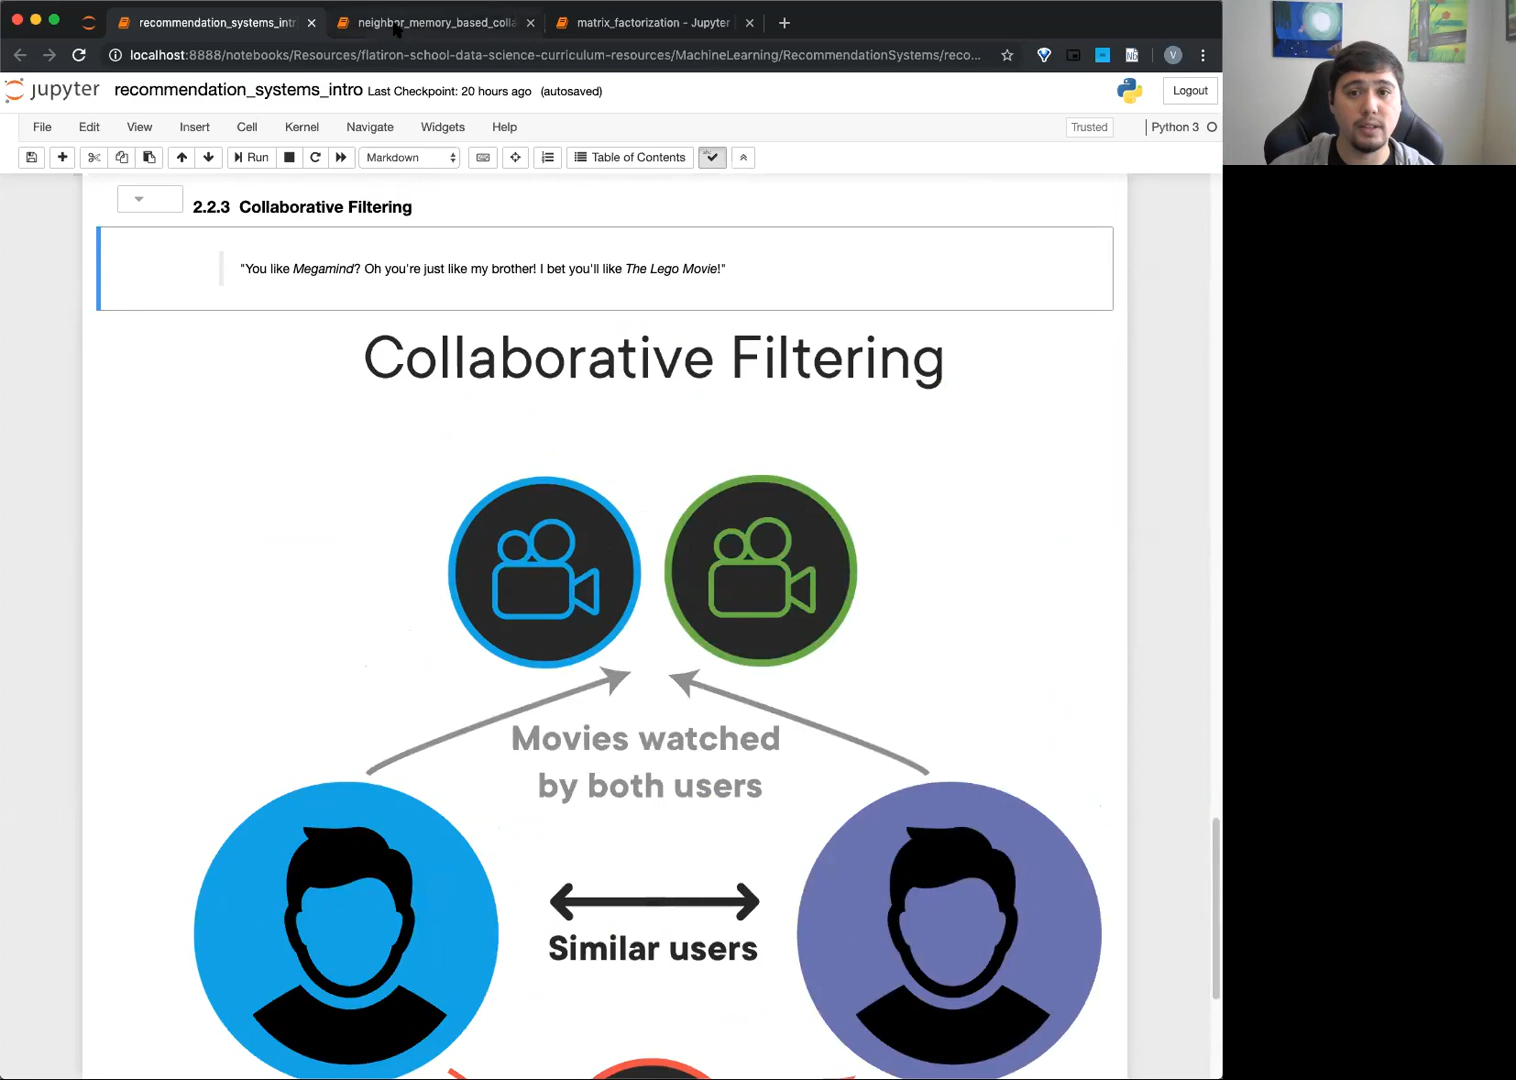 recommendation_systems_intr
neighbor_memory_based_colla
matrix_factorization - Jupyter
localhost:8888/notebooks/Resources/flatiron-school-data-science-curriculum-resources/MachineLearning/RecommendationSystems/reco...
V
jupyter recommendation_systems_intro Last Checkpoint: 20 hours ago (autosaved)
Logout
File Edit View Insert Cell Kernel Navigate Widgets Help
Trusted
Python 3
Run
Markdown
Table of Contents
2.2.3 Collaborative Filtering
"You like Megamind? Oh you're just like my brother! I bet you'll like The Lego Movie!"
Collaborative Filtering
Movies watched
by both users
Similar users